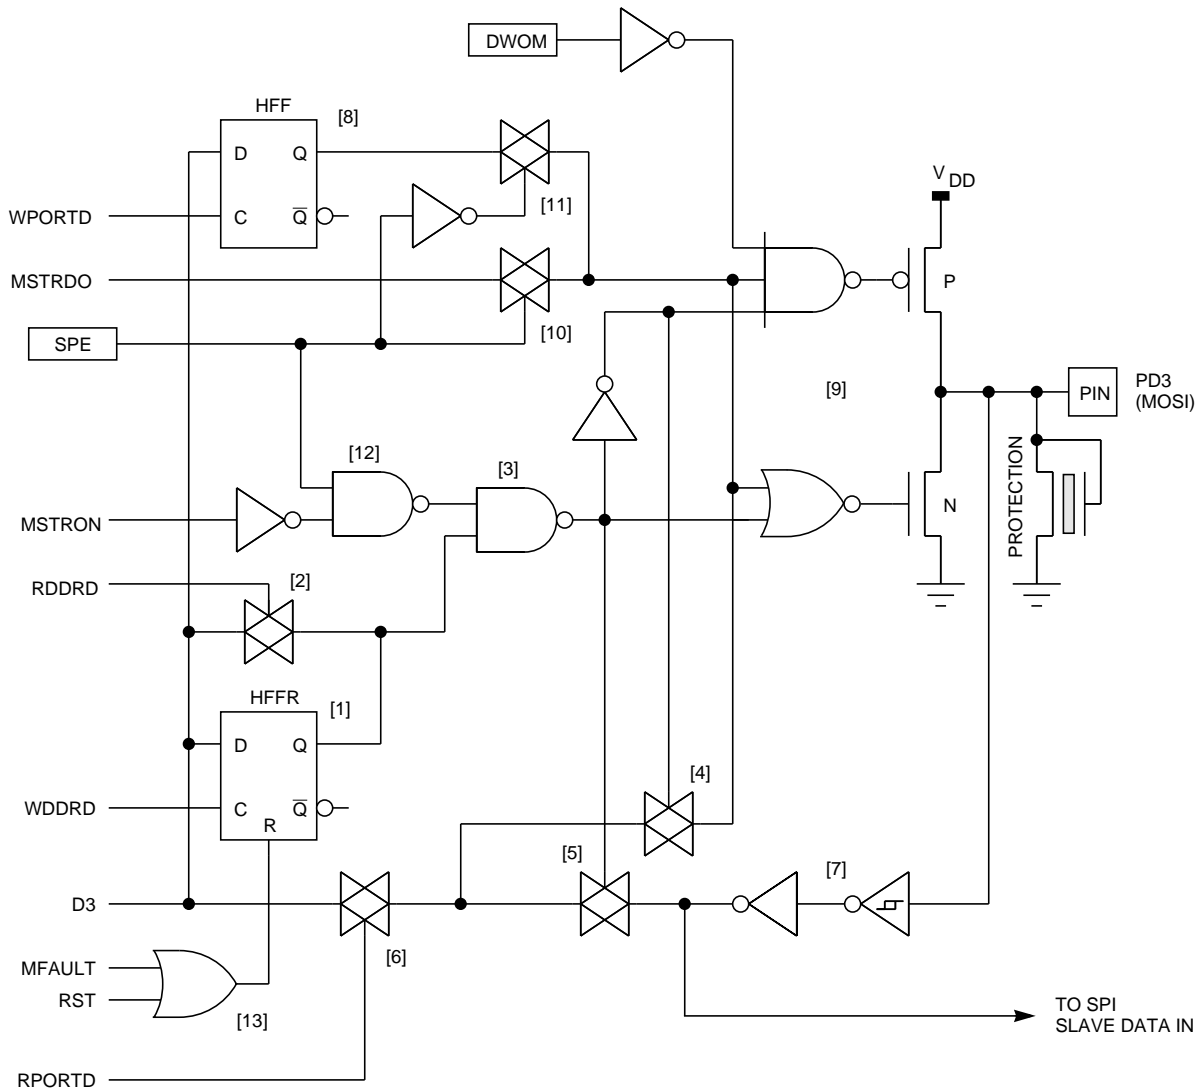 DWOM
HFF
[8]
D Q
WPORTD
C Q
[11]
MSTRDO
[10]
SPE
V DD
P
[9]
PIN
PD3
(MOSI)
[12]
[3]
MSTRON
N
PROTECTION
RDDRD
[2]
HFFR
[1]
D Q
WDDRD
C Q
R
[4]
[5]
[7]
D3
[6]
MFAULT
RST
[13]
TO SPI
SLAVE DATA IN
RPORTD